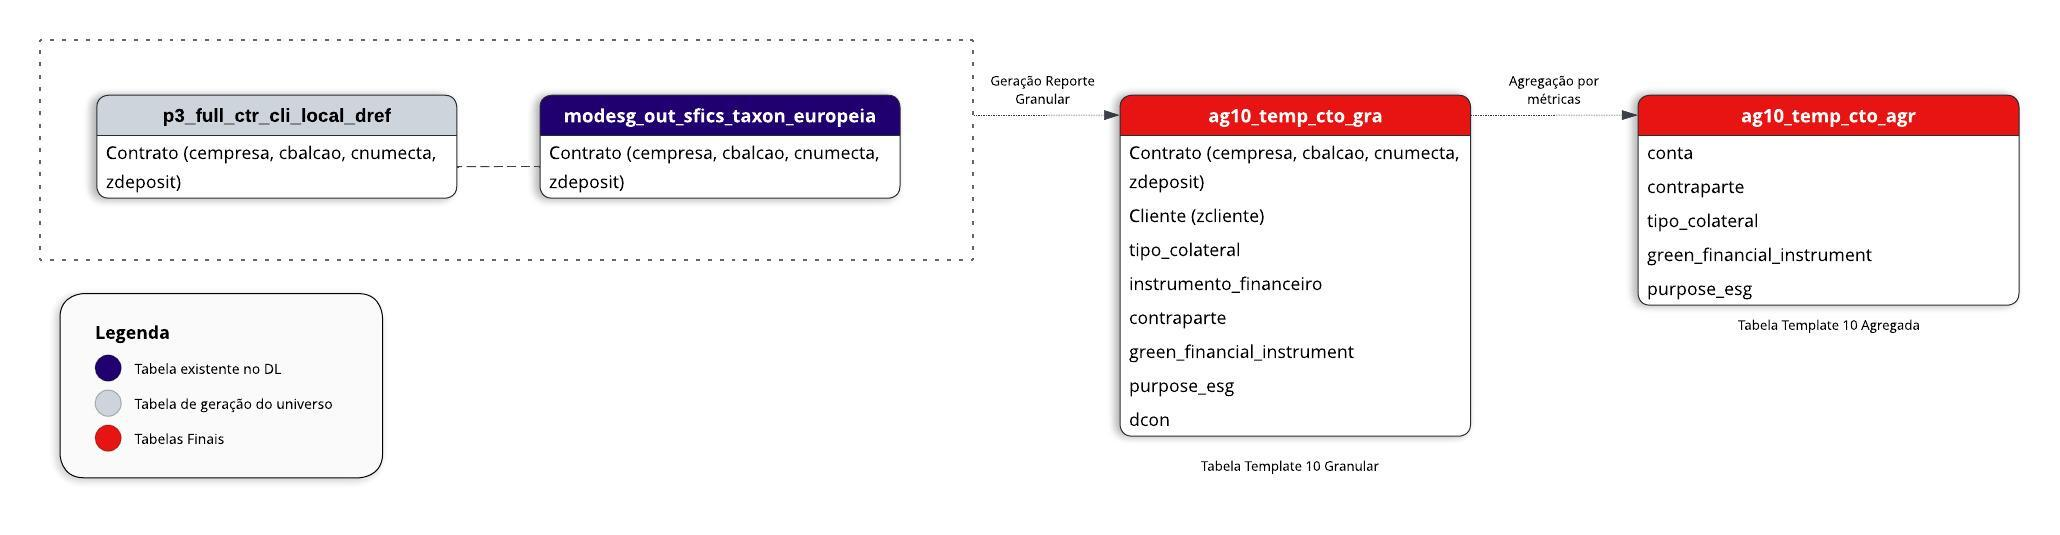 p3_full_ctr_cli_local_dref
Contrato (cempresa, cbalcao, cnumecta,
zdeposit)
modesg_out_sfics_taxon_europeia
Contrato (cempresa, cbalcao, cnumecta,
zdeposit)
Geração Reporte
Granular
ag10_temp_cto_gra
Contrato (cempresa, cbalcao, cnumecta,
zdeposit)
Cliente (zcliente)
tipo_colateral
instrumento_financeiro
contraparte
green_financial_instrument
purpose_esg
dcon
Tabela Template 10 Granular
Agregação por
métricas
ag10_temp_cto_agr
conta
contraparte
tipo_colateral
green_financial_instrument
purpose_esg
Tabela Template 10 Agregada
Legenda
Tabela existente no DL
Tabela de geração do universo
Tabelas Finais